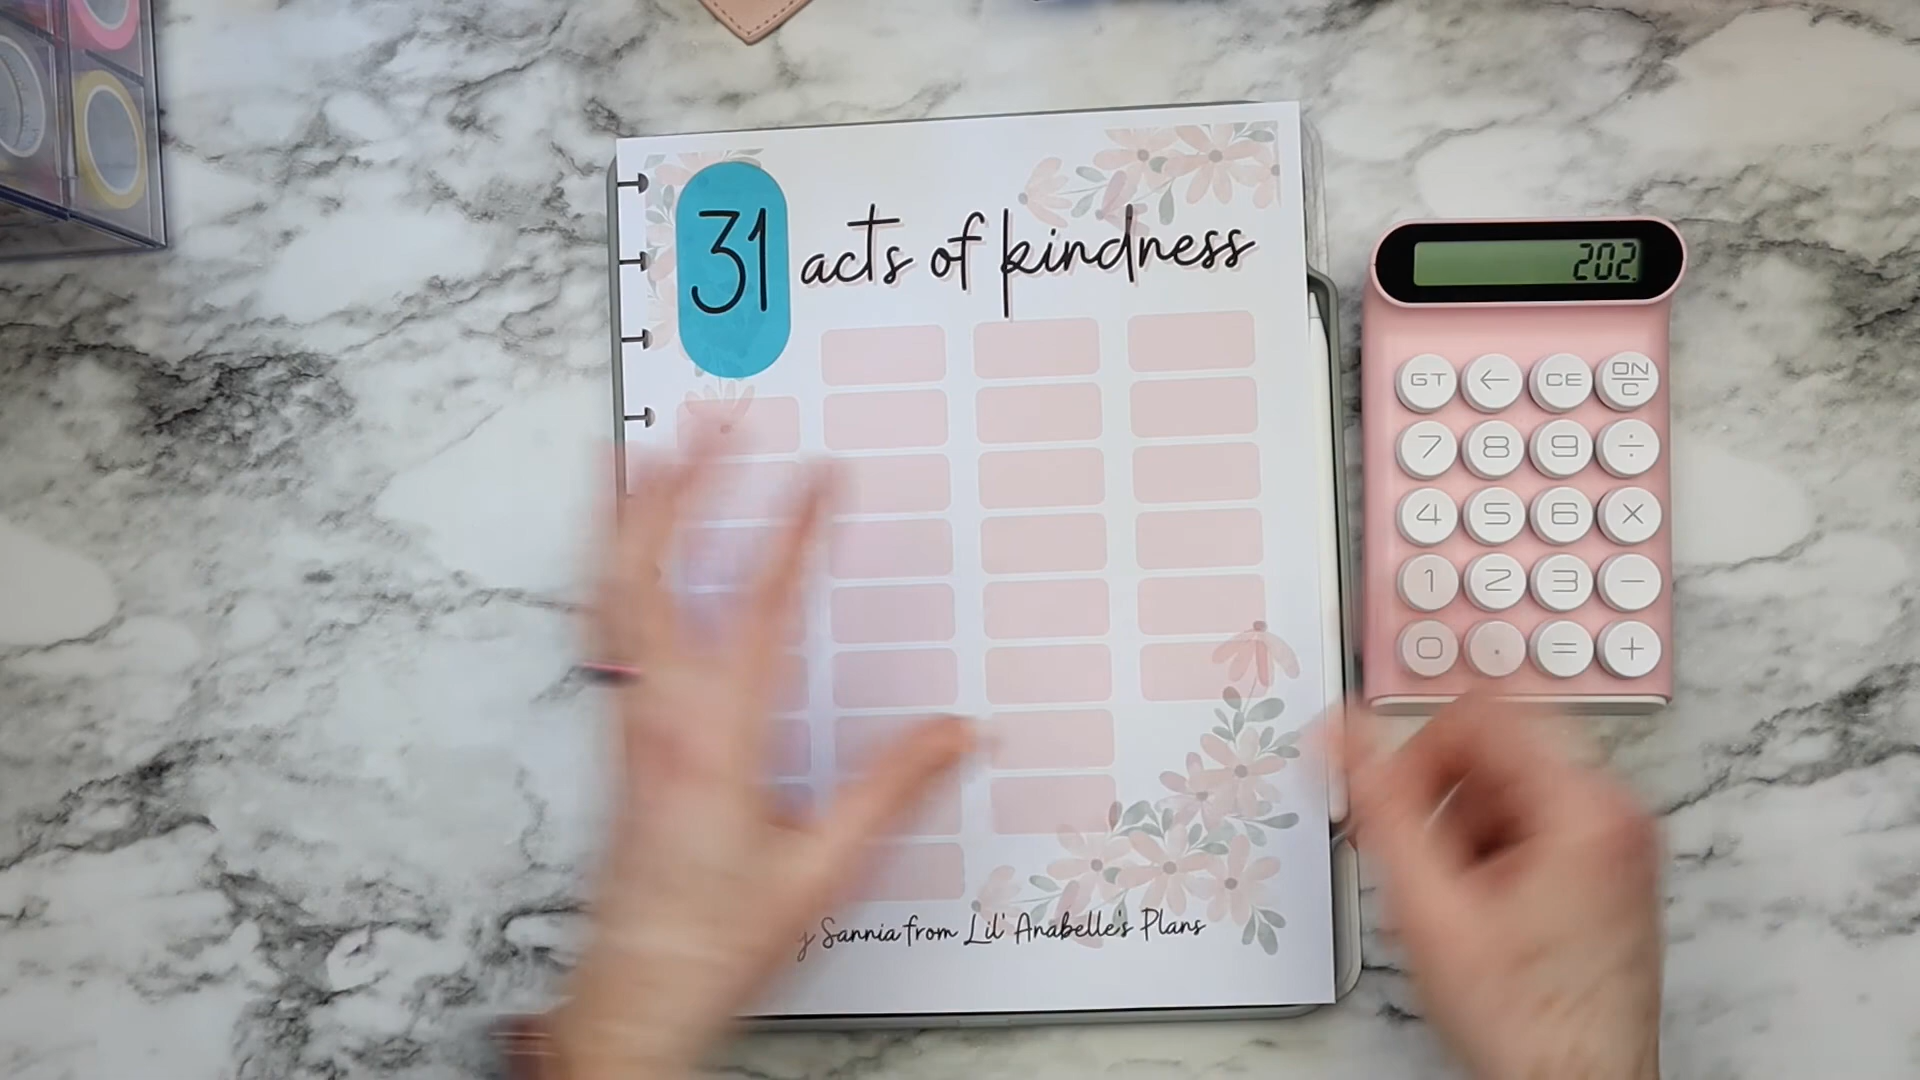 31 acts of kindness
Sannia from Lil' Anabelle's Plans
202.
GT ← CE ON/C
7 8 9 ÷
4 5 6 ×
1 2 3 −
0 . = +